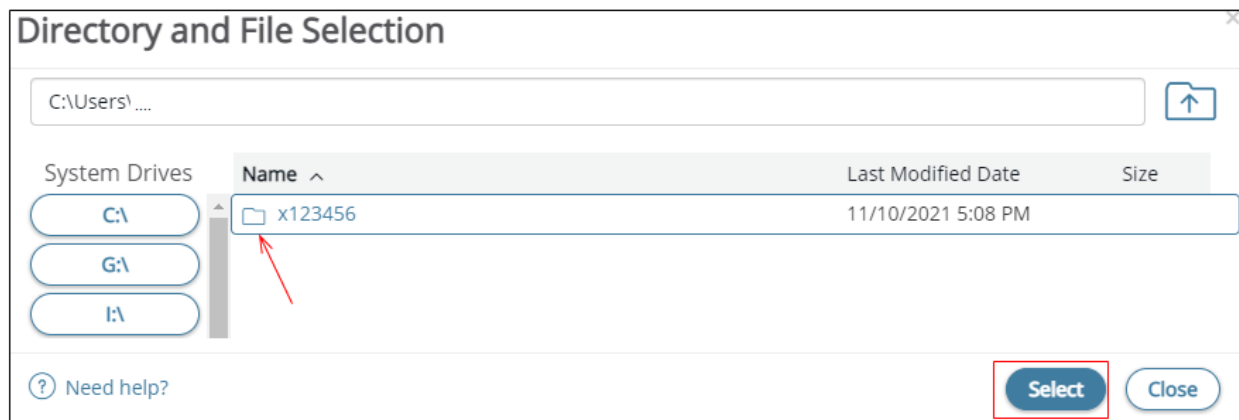 Directory and File Selection
C:\Users\ ....
System Drives
Name
Last Modified Date
Size
C:\
x123456
11/10/2021 5:08 PM
G:\
I:\
? Need help?
Select
Close